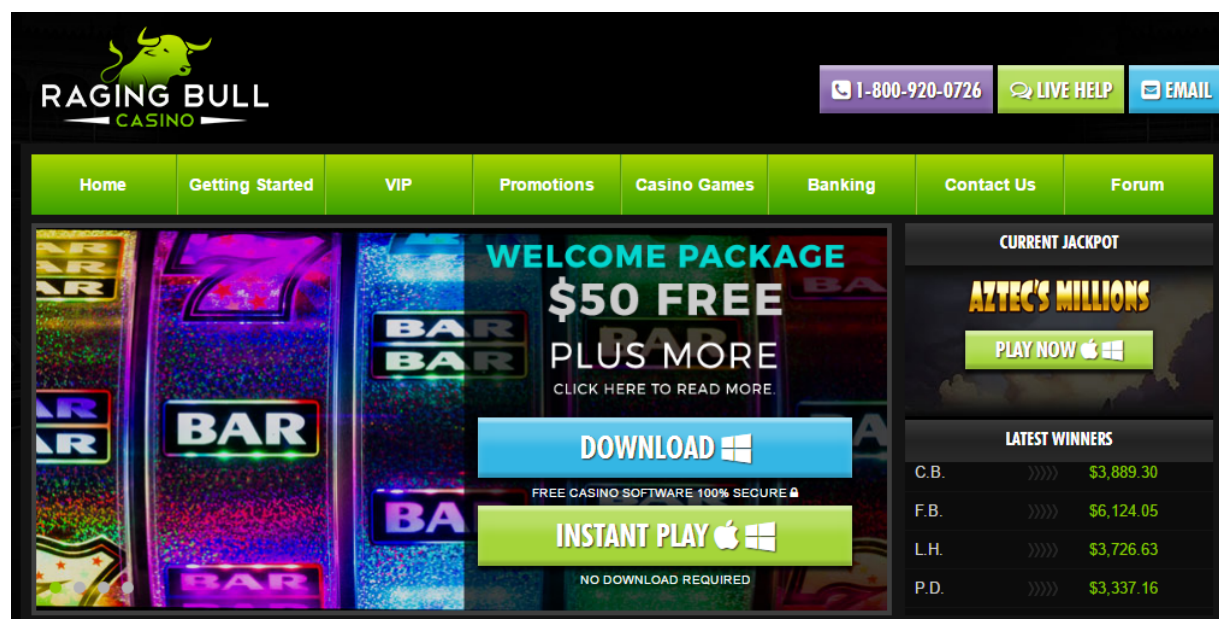 RAGING BULL
CASINO
1-800-920-0726
LIVE HELP
EMAIL
Home
Getting Started
VIP
Promotions
Casino Games
Banking
Contact Us
Forum
WELCOME PACKAGE
$50 FREE
PLUS MORE
CLICK HERE TO READ MORE.
DOWNLOAD
FREE CASINO SOFTWARE 100% SECURE
INSTANT PLAY
NO DOWNLOAD REQUIRED
BAR
BAR
BAR
BAR
BAR
BAR
CURRENT JACKPOT
AZTEC'S MILLIONS
PLAY NOW
LATEST WINNERS
C.B. $3,889.30
F.B. $6,124.05
L.H. $3,726.63
P.D. $3,337.16